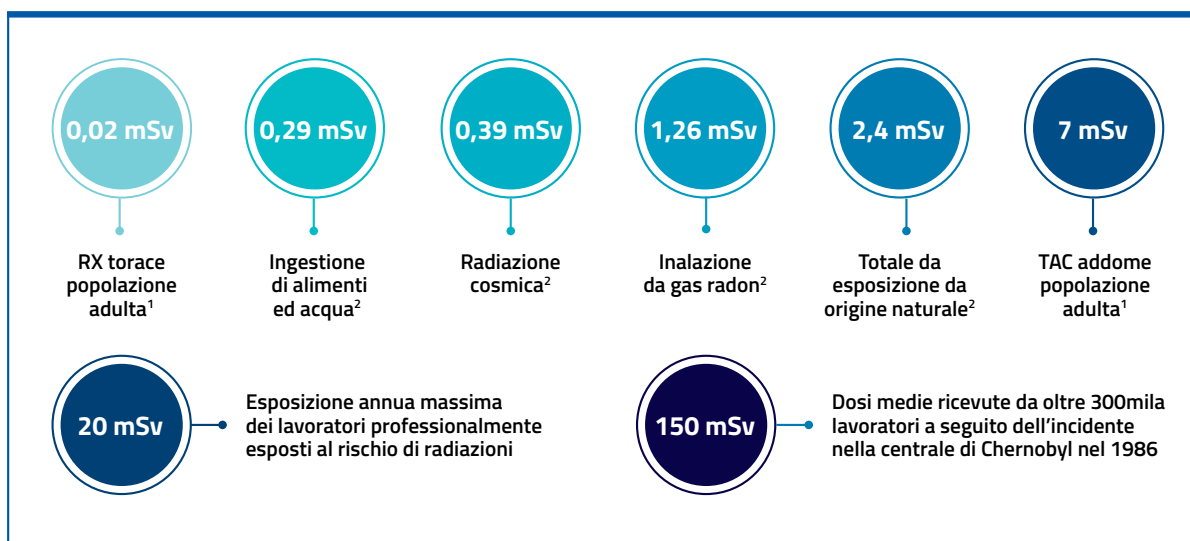 0,02 mSv
0,29 mSv
0,39 mSv
1,26 mSv
2,4 mSv
7 mSv
RX torace
popolazione
adulta¹
Ingestione
di alimenti
ed acqua²
Radiazione
cosmica²
Inalazione
da gas radon²
Totale da
esposizione da
origine naturale²
TAC addome
popolazione
adulta¹
20 mSv
Esposizione annua massima
dei lavoratori professionalmente
esposti al rischio di radiazioni
150 mSv
Dosi medie ricevute da oltre 300mila
lavoratori a seguito dell’incidente
nella centrale di Chernobyl nel 1986